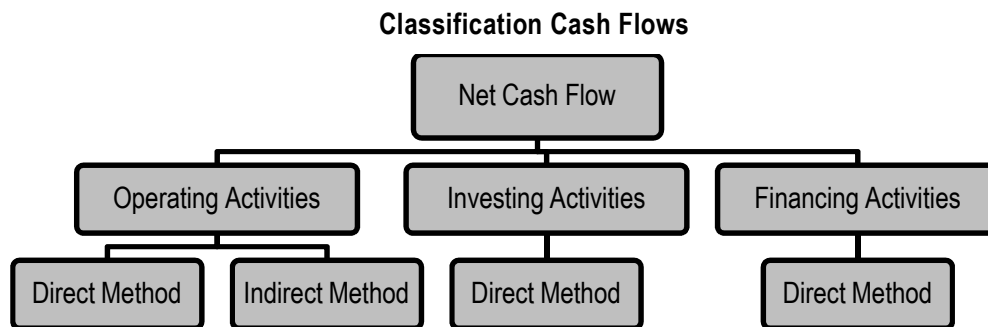 Classification Cash Flows
Net Cash Flow
Operating Activities
Investing Activities
Financing Activities
Direct Method
Indirect Method
Direct Method
Direct Method